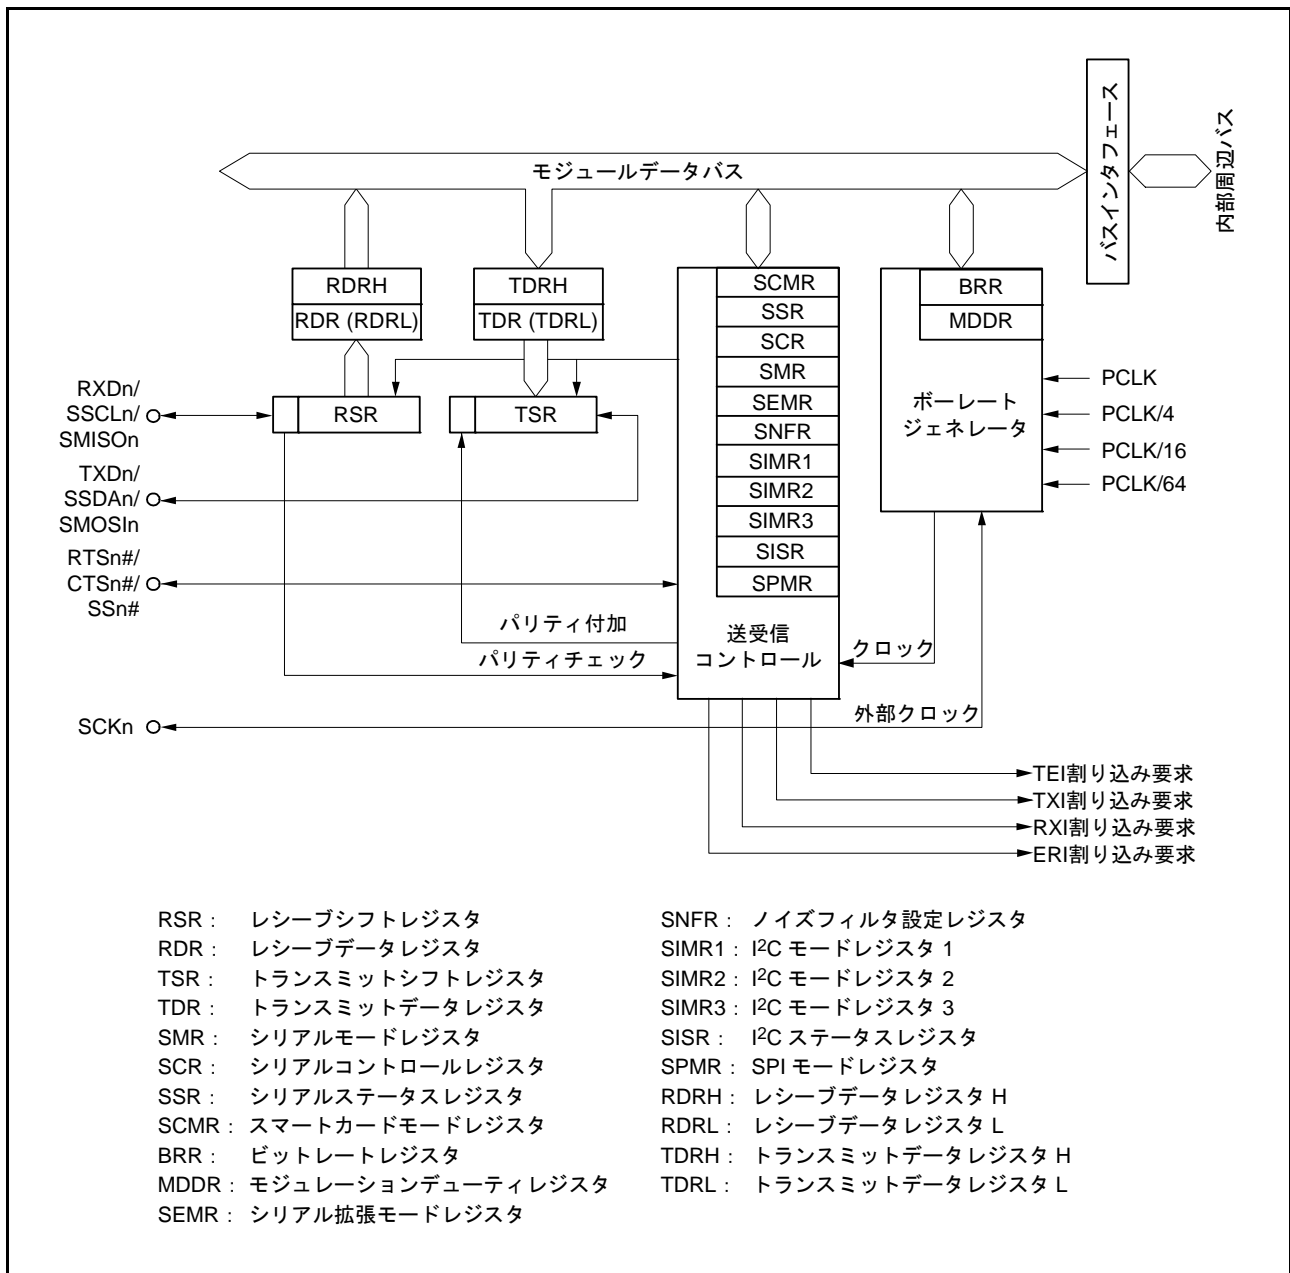 バスインタフェース
内部周辺バス
モジュールデータバス
RDRH
RDR (RDRL)
TDRH
TDR (TDRL)
SCMR
SSR
SCR
SMR
SEMR
SNFR
SIMR1
SIMR2
SIMR3
SISR
SPMR
送受信
コントロール
BRR
MDDR
ボーレート
ジェネレータ
PCLK
PCLK/4
PCLK/16
PCLK/64
RXDn/
SSCLn/
SMISOn
RSR
TSR
TXDn/
SSDAn/
SMOSIn
RTSn#/
CTSn#/
SSn#
パリティ付加
パリティチェック
クロック
外部クロック
SCKn
TEI割り込み要求
TXI割り込み要求
RXI割り込み要求
ERI割り込み要求
RSR： レシーブシフトレジスタ
RDR： レシーブデータレジスタ
TSR： トランスミットシフトレジスタ
TDR： トランスミットデータレジスタ
SMR： シリアルモードレジスタ
SCR： シリアルコントロールレジスタ
SSR： シリアルステータスレジスタ
SCMR： スマートカードモードレジスタ
BRR： ビットレートレジスタ
MDDR： モジュレーションデューティレジスタ
SEMR： シリアル拡張モードレジスタ
SNFR： ノイズフィルタ設定レジスタ
SIMR1： I²C モードレジスタ 1
SIMR2： I²C モードレジスタ 2
SIMR3： I²C モードレジスタ 3
SISR： I²C ステータスレジスタ
SPMR： SPI モードレジスタ
RDRH： レシーブデータレジスタ H
RDRL： レシーブデータレジスタ L
TDRH： トランスミットデータレジスタ H
TDRL： トランスミットデータレジスタ L